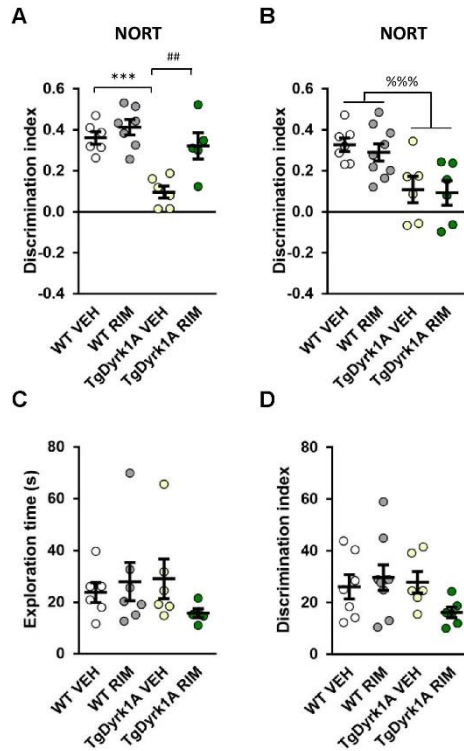 A
NORT
***
##
Discrimination index
0.6
0.4
0.2
0.0
-0.2
-0.4
WT VEH
WT RIM
TgDyrk1A VEH
TgDyrk1A RIM
B
NORT
%%%
Discrimination index
0.6
0.4
0.2
0.0
-0.2
-0.4
WT VEH
WT RIM
TgDyrk1A VEH
TgDyrk1A RIM
C
Exploration time (s)
80
60
40
20
0
WT VEH
WT RIM
TgDyrk1A VEH
TgDyrk1A RIM
D
Discrimination index
80
60
40
20
0
WT VEH
WT RIM
TgDyrk1A VEH
TgDyrk1A RIM